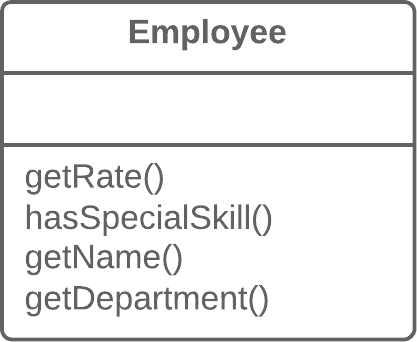 Employee
getRate()
hasSpecialSkill()
getName()
getDepartment()